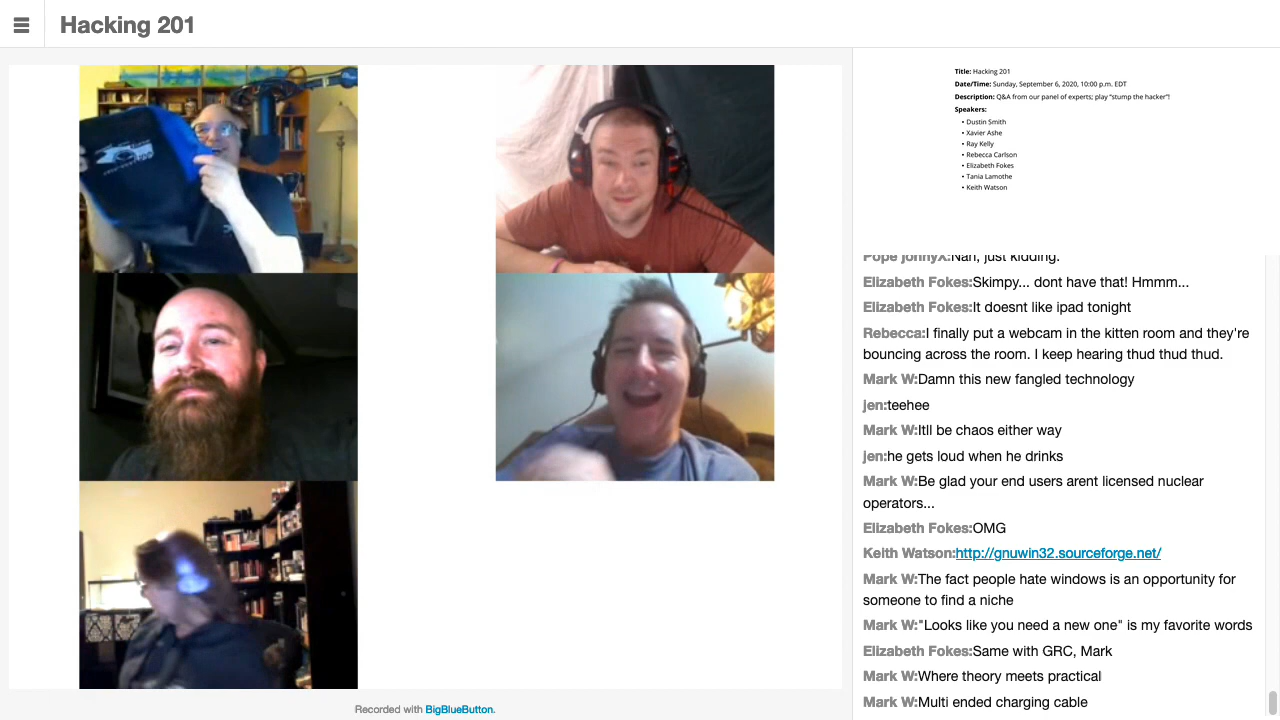 Hacking 201
Title: Hacking 201
Date/Time: Sunday, September 6, 2020, 10:00 p.m. EDT
Description: Q&A from our panel of experts; play "stump the hacker"!
Speakers:
• Dustin Smith
• Xavier Ashe
• Ray Kelly
• Rebecca Carlson
• Elizabeth Fokes
• Tania Lamothe
• Keith Watson
Pope jonnyX:Nah, just kidding.
Elizabeth Fokes:Skimpy... dont have that! Hmmm...
Elizabeth Fokes:It doesnt like ipad tonight
Rebecca:I finally put a webcam in the kitten room and they're
bouncing across the room. I keep hearing thud thud thud.
Mark W:Damn this new fangled technology
jen:teehee
Mark W:Itll be chaos either way
jen:he gets loud when he drinks
Mark W:Be glad your end users arent licensed nuclear
operators...
Elizabeth Fokes:OMG
Keith Watson:http://gnuwin32.sourceforge.net/
Mark W:The fact people hate windows is an opportunity for
someone to find a niche
Mark W:"Looks like you need a new one" is my favorite words
Elizabeth Fokes:Same with GRC, Mark
Mark W:Where theory meets practical
Mark W:Multi ended charging cable
Recorded with BigBlueButton.